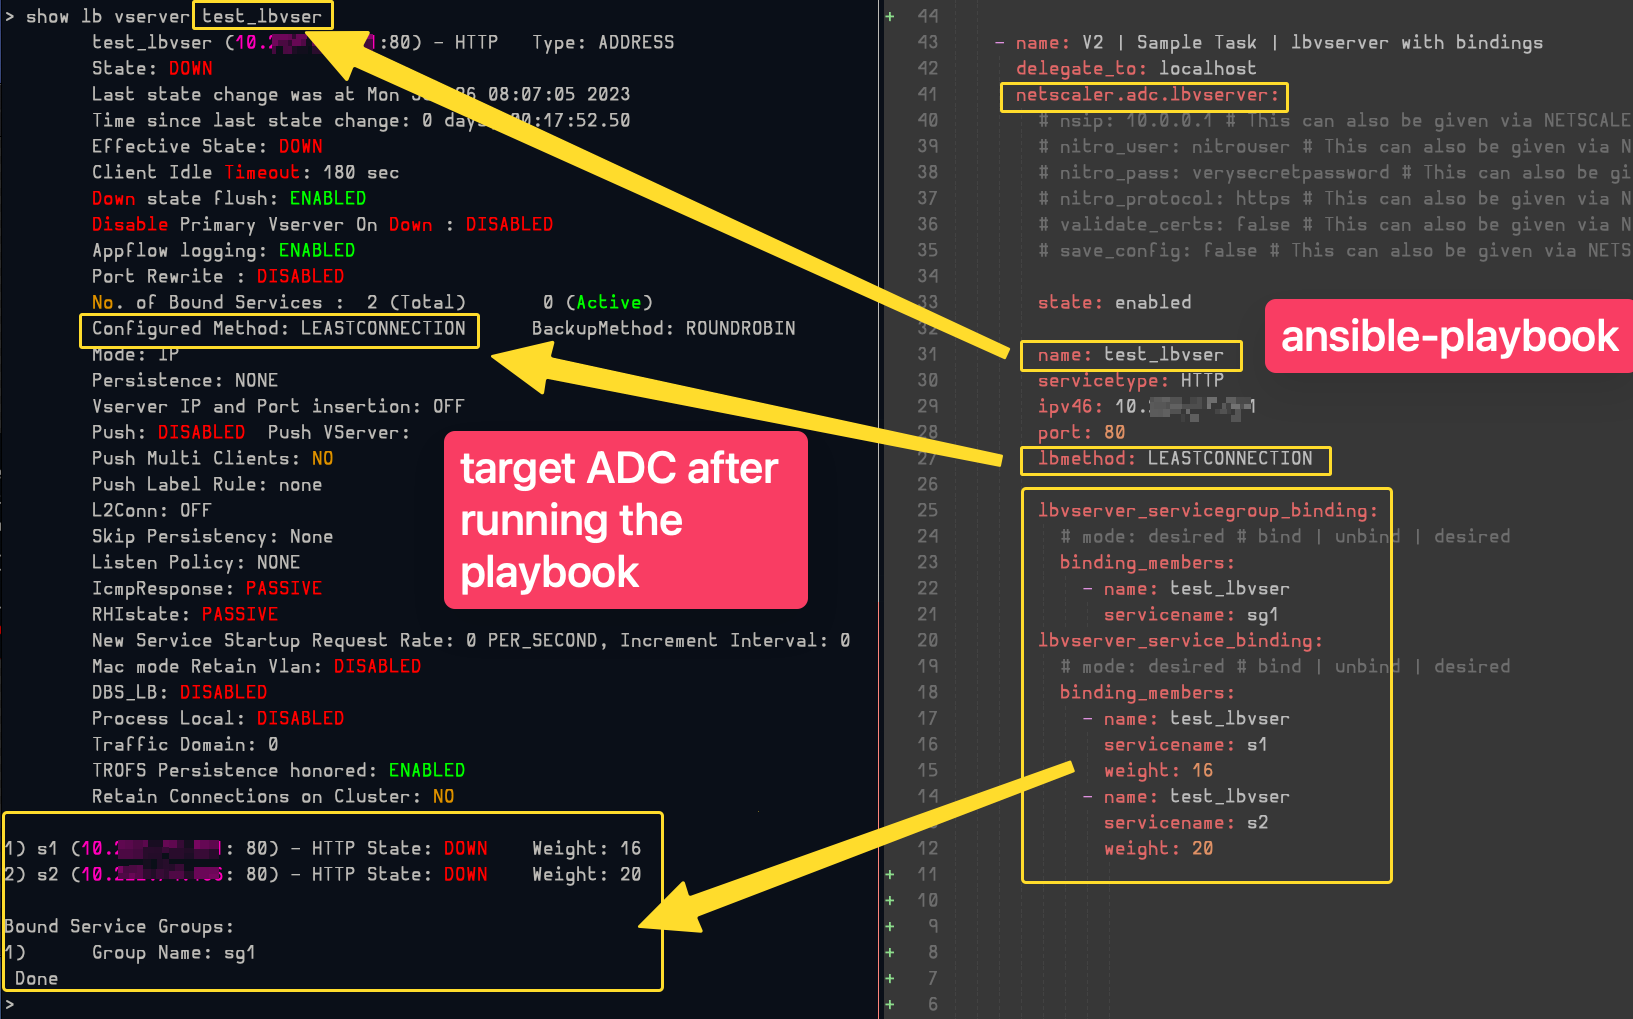 > show lb vserver test_lbvser
test_lbvser (10.:80) - HTTP Type: ADDRESS
State: DOWN
Last state change was at Mon 26 08:07:05 2023
Time since last state change: 0 days, :17:52.50
Effective State: DOWN
Client Idle Timeout: 180 sec
Down state flush: ENABLED
Disable Primary Vserver On Down : DISABLED
Appflow logging: ENABLED
Port Rewrite : DISABLED
No. of Bound Services : 2 (Total) 0 (Active)
Configured Method: LEASTCONNECTION BackupMethod: ROUNDROBIN
Mode: IP
Persistence: NONE
Vserver IP and Port insertion: OFF
Push: DISABLED Push VServer:
Push Multi Clients: NO
Push Label Rule: none
L2Conn: OFF
Skip Persistency: None
Listen Policy: NONE
IcmpResponse: PASSIVE
RHIstate: PASSIVE
New Service Startup Request Rate: 0 PER_SECOND, Increment Interval: 0
Mac mode Retain Vlan: DISABLED
DBS_LB: DISABLED
Process Local: DISABLED
Traffic Domain: 0
TROFS Persistence honored: ENABLED
Retain Connections on Cluster: NO
1) s1 (10.: 80) - HTTP State: DOWN Weight: 16
2) s2 (10.: 80) - HTTP State: DOWN Weight: 20
Bound Service Groups:
1) Group Name: sg1
Done
>
target ADC after
running the
playbook
+ 44
43 - name: V2 | Sample Task | lbvserver with bindings
42 delegate_to: localhost
41 netscaler.adc.lbvserver:
40 # nsip: 10.0.0.1 # This can also be given via NETSCALE
39 # nitro_user: nitrouser # This can also be given via N
38 # nitro_pass: verysecretpassword # This can also be gi
37 # nitro_protocol: https # This can also be given via N
36 # validate_certs: false # This can also be given via N
35 # save_config: false # This can also be given via NETS
34
33 state: enabled
32
31 name: test_lbvser
30 servicetype: HTTP
29 ipv46: 10.1
28 port: 80
27 lbmethod: LEASTCONNECTION
26
25 lbvserver_servicegroup_binding:
24 # mode: desired # bind | unbind | desired
23 binding_members:
22 - name: test_lbvser
21 servicename: sg1
20 lbvserver_service_binding:
19 # mode: desired # bind | unbind | desired
18 binding_members:
17 - name: test_lbvser
16 servicename: s1
15 weight: 16
14 - name: test_lbvser
servicename: s2
12 weight: 20
+ 11
+ 10
+ 9
+ 8
+ 7
+ 6
ansible-playbook